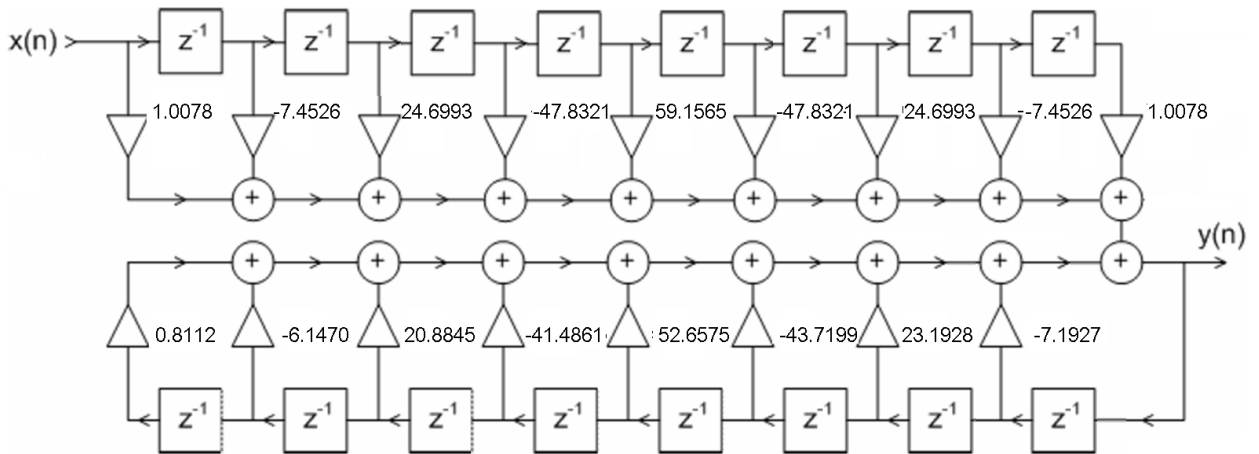 x(n) z⁻¹ z⁻¹ z⁻¹ z⁻¹ z⁻¹ z⁻¹ z⁻¹ z⁻¹
1.0078 -7.4526 24.6993 -47.8321 59.1565 -47.8321 24.6993 --7.4526 1.0078
+ + + + + + + +
y(n)
+ + + + + + + +
0.8112 -6.1470 20.8845 -41.4861 52.6575 -43.7199 23.1928 -7.1927
z⁻¹ z⁻¹ z⁻¹ z⁻¹ z⁻¹ z⁻¹ z⁻¹ z⁻¹